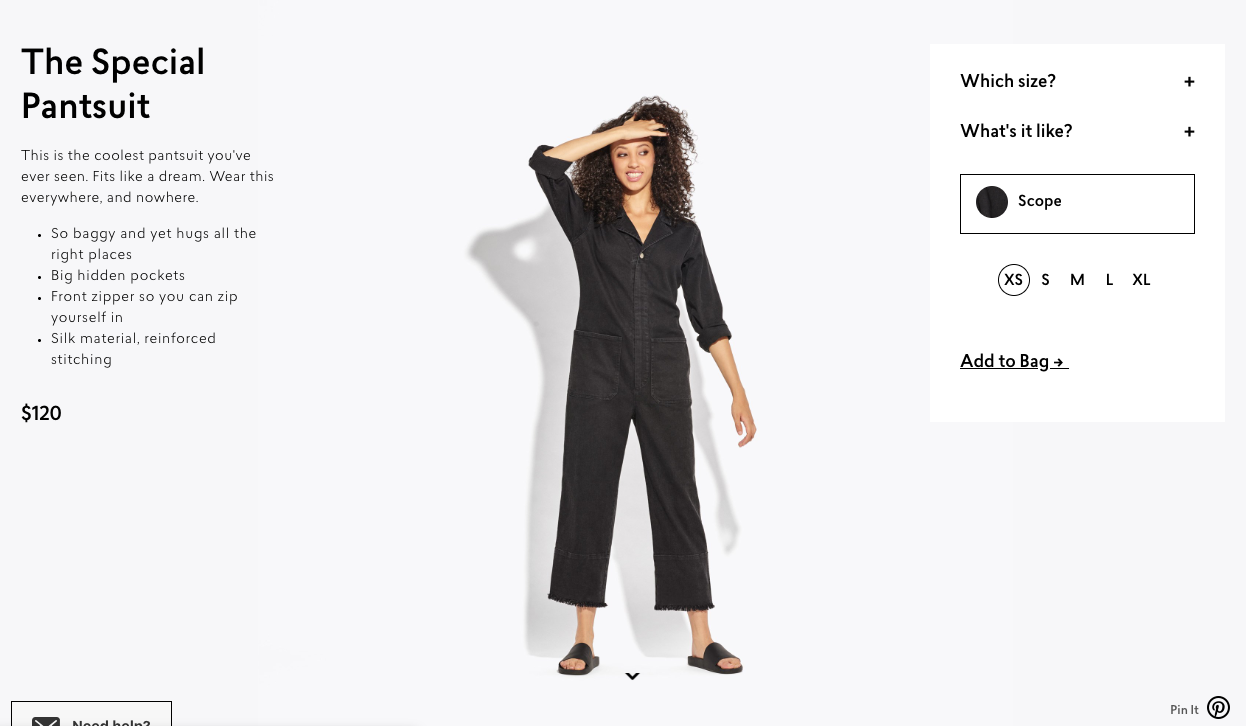 The Special
Pantsuit
This is the coolest pantsuit you've
ever seen. Fits like a dream. Wear this
everywhere, and nowhere.
So baggy and yet hugs all the
right places
Big hidden pockets
Front zipper so you can zip
yourself in
Silk material, reinforced
stitching
$120
Which size? +
What's it like? +
Scope
XS S M L XL
Add to Bag →
Need help?
Pin It